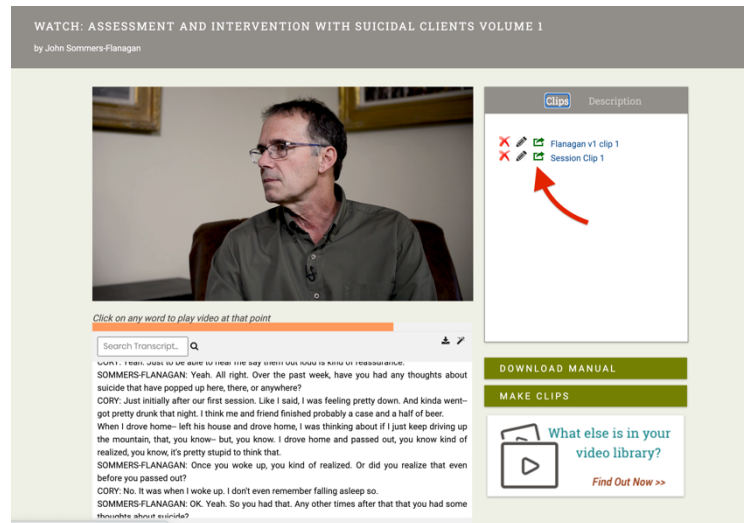 WATCH: ASSESSMENT AND INTERVENTION WITH SUICIDAL CLIENTS VOLUME 1
by John Sommers-Flanagan
Clips Description
Flanagan v1 clip 1
Session Clip 1
Click on any word to play video at that point
Search Transcript...
CORY: Yeah. Just to be able to hear me say them out loud is kind of reassurance.
SOMMERS-FLANAGAN: Yeah. All right. Over the past week, have you had any thoughts about
suicide that have popped up here, there, or anywhere?
CORY: Just initially after our first session. Like I said, I was feeling pretty down. And kinda went--
got pretty drunk that night. I think me and friend finished probably a case and a half of beer.
When I drove home-- left his house and drove home, I was thinking about if I just keep driving up
the mountain, that, you know-- but, you know. I drove home and passed out, you know kind of
realized, you know, it's pretty stupid to think that.
SOMMERS-FLANAGAN: Once you woke up, you kind of realized. Or did you realize that even
before you passed out?
CORY: No. It was when I woke up. I don't even remember falling asleep so.
SOMMERS-FLANAGAN: OK. Yeah. So you had that. Any other times after that that you had some
thoughts about suicide?
DOWNLOAD MANUAL
MAKE CLIPS
What else is in your
video library?
Find Out Now >>